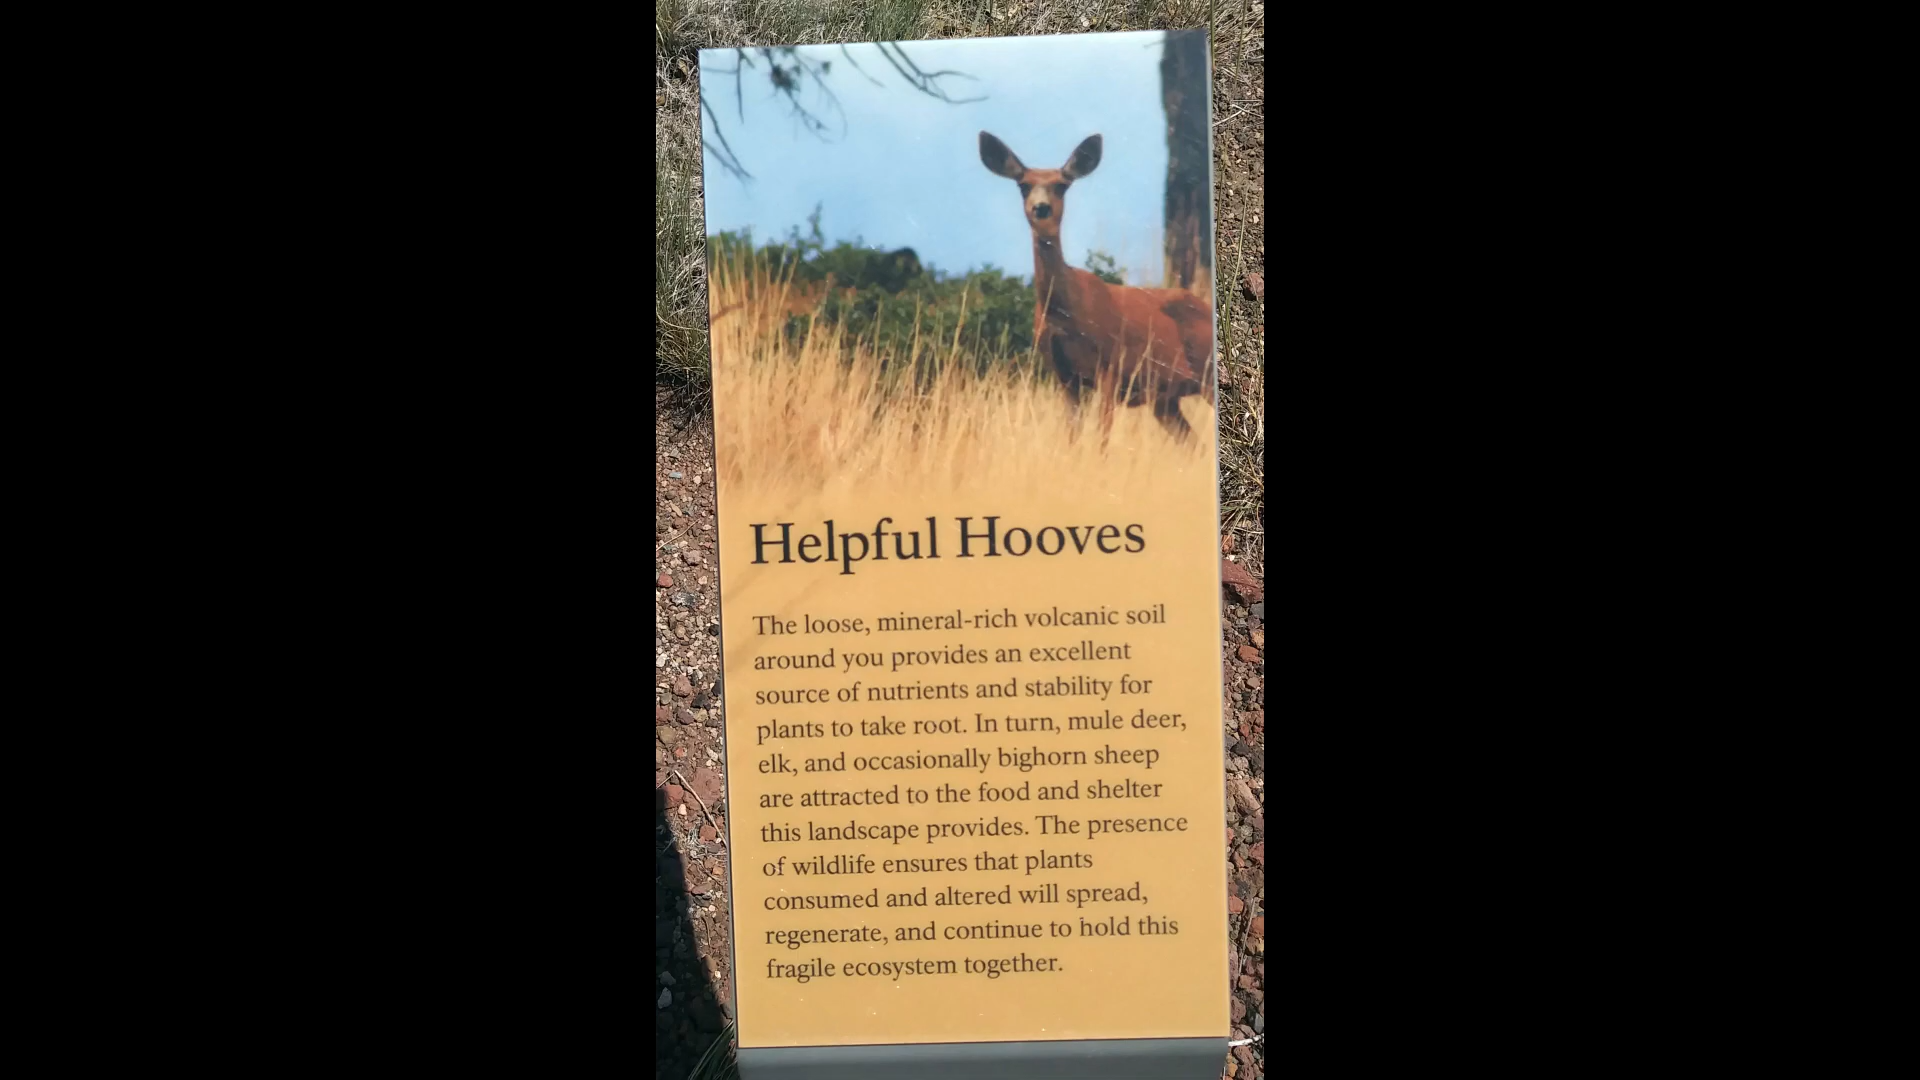 Helpful Hooves
The loose, mineral-rich volcanic soil
around you provides an excellent
source of nutrients and stability for
plants to take root. In turn, mule deer,
elk, and occasionally bighorn sheep
are attracted to the food and shelter
this landscape provides. The presence
of wildlife ensures that plants
consumed and altered will spread,
regenerate, and continue to hold this
fragile ecosystem together.